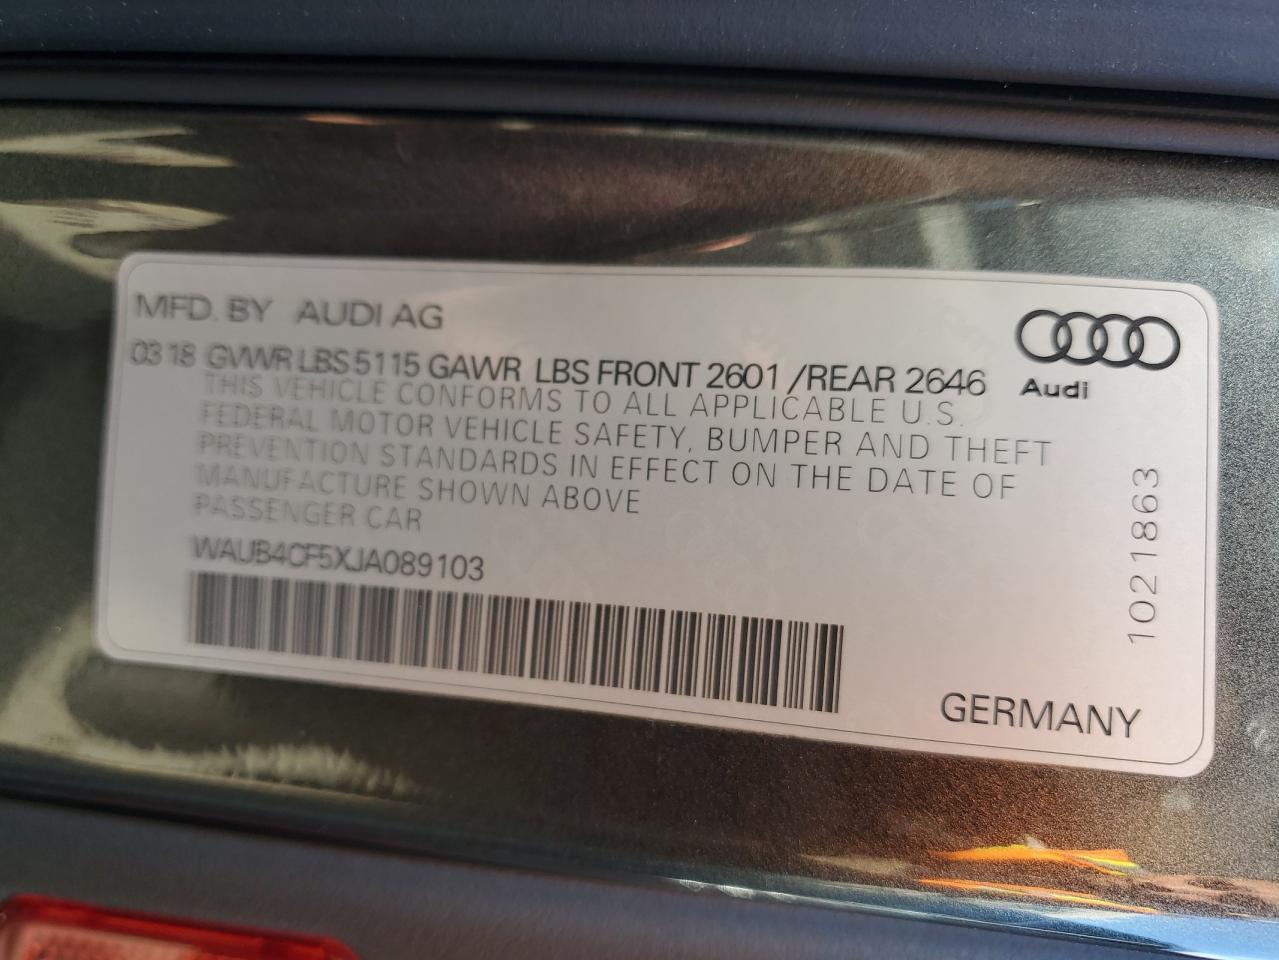 MFD. BY AUDI AG
03 18 GVWR LBS 5115 GAWR LBS FRONT 2601 /REAR 2646
Audi
THIS VEHICLE CONFORMS TO ALL APPLICABLE U.S.
FEDERAL MOTOR VEHICLE SAFETY, BUMPER AND THEFT
PREVENTION STANDARDS IN EFFECT ON THE DATE OF
MANUFACTURE SHOWN ABOVE
PASSENGER CAR
WAUB4CF5XJA089103
1021863
GERMANY